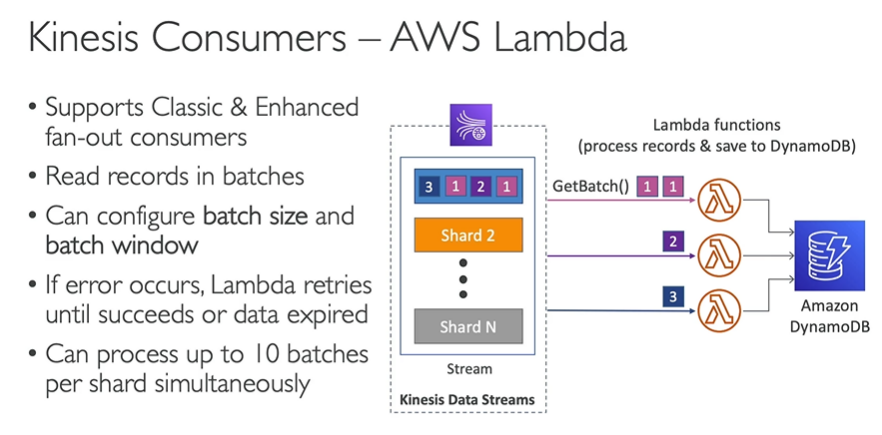 Kinesis Consumers – AWS Lambda
• Supports Classic & Enhanced
fan-out consumers
• Read records in batches
• Can configure batch size and
batch window
• If error occurs, Lambda retries
until succeeds or data expired
• Can process up to 10 batches
per shard simultaneously
Lambda functions
(process records & save to DynamoDB)
3 1 2 1
GetBatch() 1 1
Shard 2
2
3
Shard N
Stream
Kinesis Data Streams
Amazon
DynamoDB